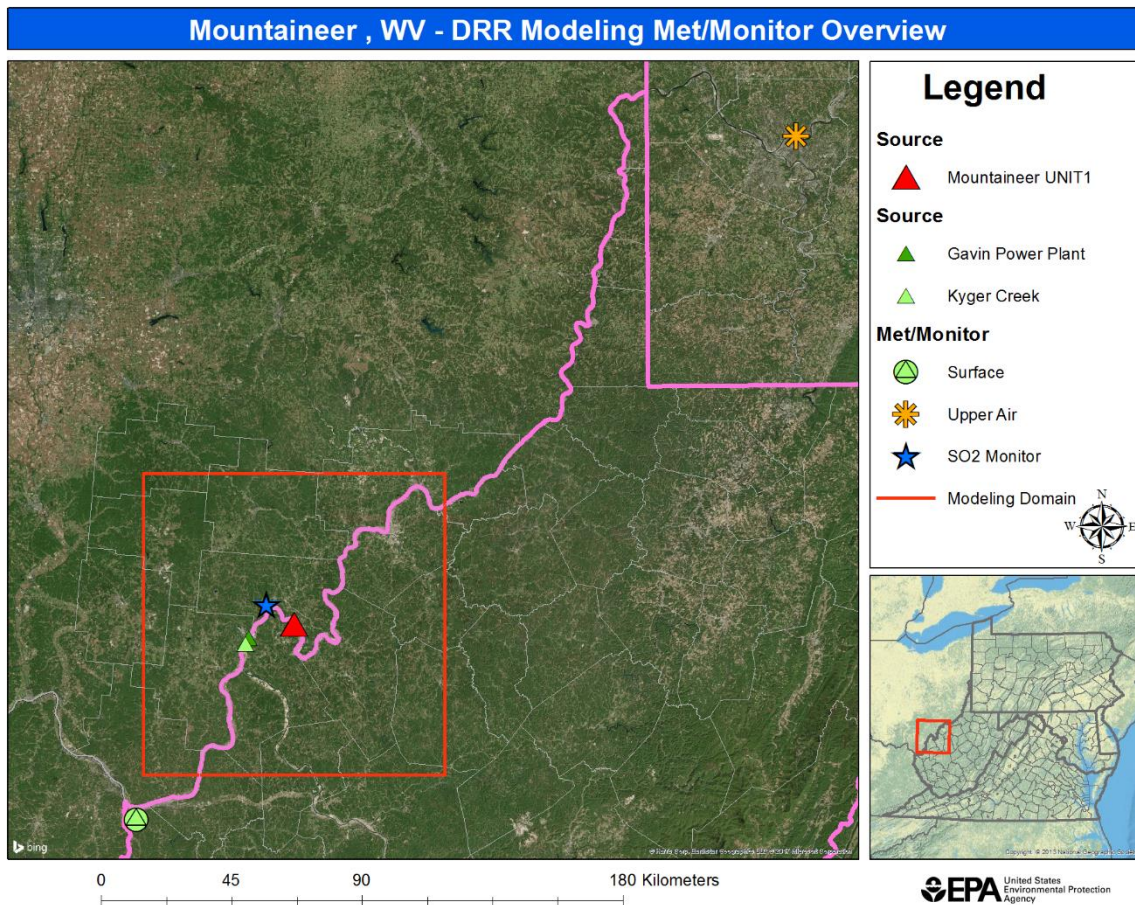 Mountaineer , WV - DRR Modeling Met/Monitor Overview
Legend
Source
Mountaineer UNIT1
Source
Gavin Power Plant
Kyger Creek
Met/Monitor
Surface
Upper Air
SO2 Monitor
Modeling Domain
N
W
E
S
bing
0
45
90
180 Kilometers
EPA
United States
Environmental Protection
Agency